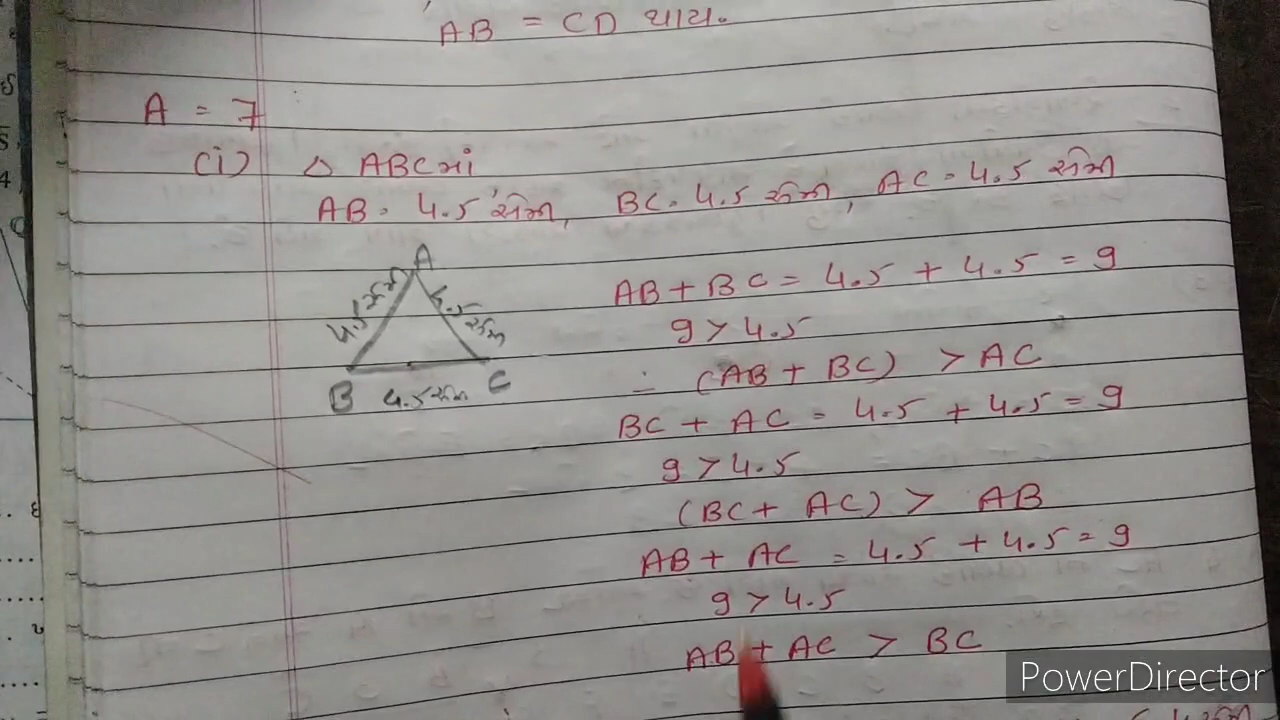 AB = CD થાય.
A = 7
(i) △ ABCમાં
AB = 4.5 સેમી, BC = 4.5 સેમી, AC = 4.5 સેમી
A
4.5 સેમી
4.5 સેમી
B 4.5 સેમી C
AB + BC = 4.5 + 4.5 = 9
9 > 4.5
∴ (AB + BC) > AC
BC + AC = 4.5 + 4.5 = 9
9 > 4.5
(BC + AC) > AB
AB + AC = 4.5 + 4.5 = 9
9 > 4.5
AB + AC > BC
PowerDirector